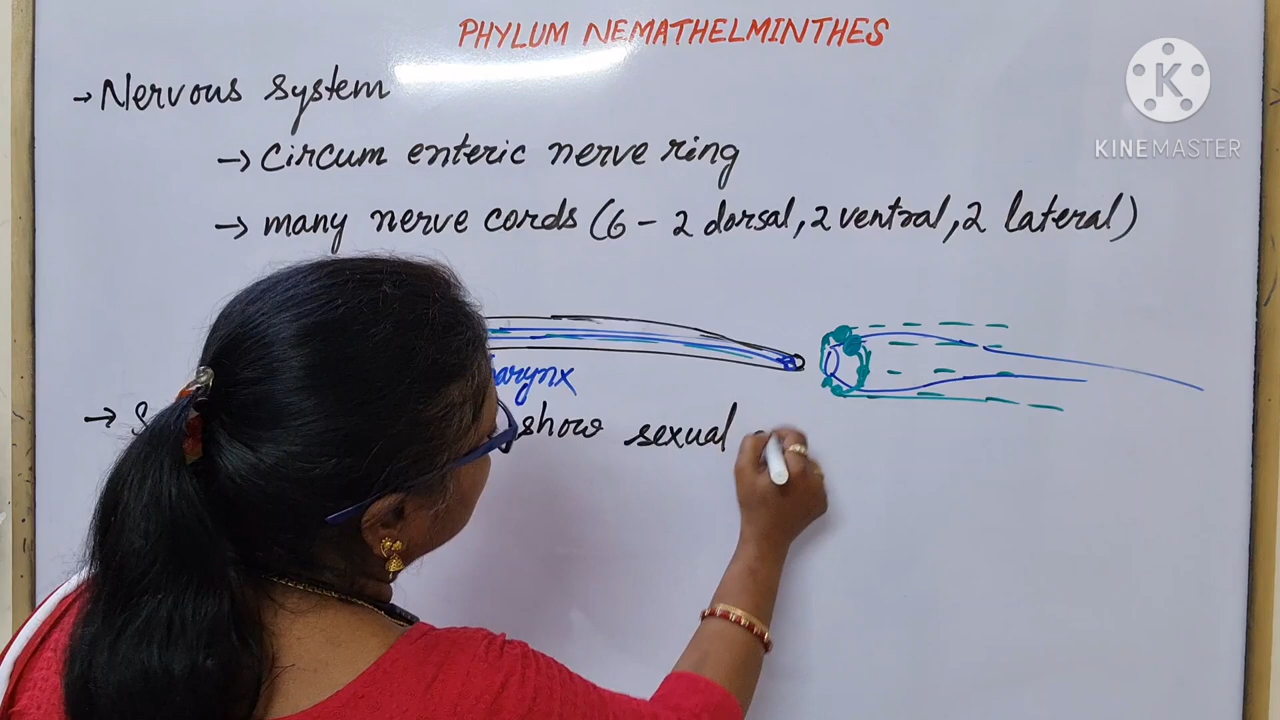 PHYLUM NEMATHELMINTHES
K
KINEMASTER
→ Nervous system
→ Circum enteric nerve ring
→ many nerve cords (6 - 2 dorsal, 2 ventral, 2 lateral)
→ show sexual